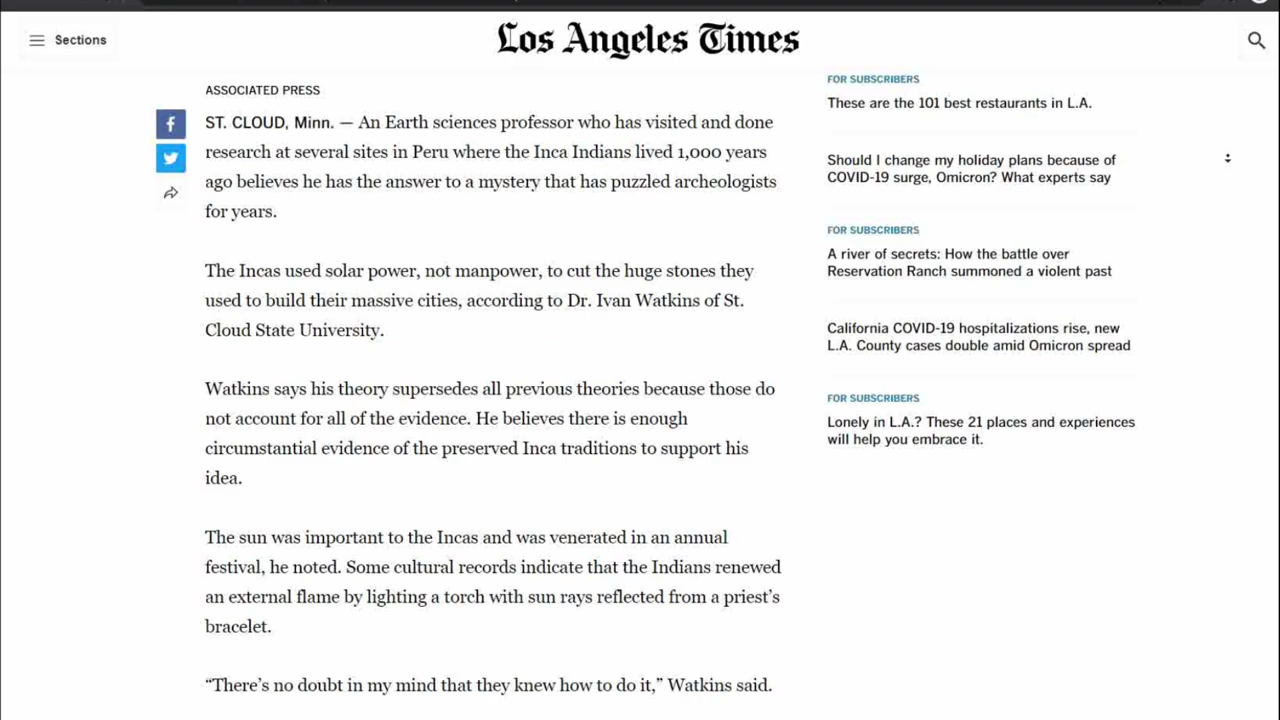 Sections
Los Angeles Times
ASSOCIATED PRESS
ST. CLOUD, Minn. — An Earth sciences professor who has visited and done
research at several sites in Peru where the Inca Indians lived 1,000 years
ago believes he has the answer to a mystery that has puzzled archeologists
for years.
The Incas used solar power, not manpower, to cut the huge stones they
used to build their massive cities, according to Dr. Ivan Watkins of St.
Cloud State University.
Watkins says his theory supersedes all previous theories because those do
not account for all of the evidence. He believes there is enough
circumstantial evidence of the preserved Inca traditions to support his
idea.
The sun was important to the Incas and was venerated in an annual
festival, he noted. Some cultural records indicate that the Indians renewed
an external flame by lighting a torch with sun rays reflected from a priest’s
bracelet.
“There’s no doubt in my mind that they knew how to do it,” Watkins said.
FOR SUBSCRIBERS
These are the 101 best restaurants in L.A.
Should I change my holiday plans because of
COVID-19 surge, Omicron? What experts say
FOR SUBSCRIBERS
A river of secrets: How the battle over
Reservation Ranch summoned a violent past
California COVID-19 hospitalizations rise, new
L.A. County cases double amid Omicron spread
FOR SUBSCRIBERS
Lonely in L.A.? These 21 places and experiences
will help you embrace it.